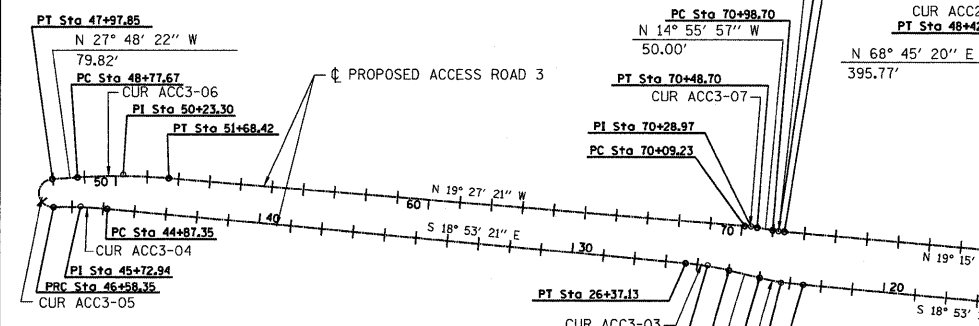 PT Sta 47+97.85
N 27° 48' 22" W
79.82'
PC Sta 48+77.67
CUR ACC3-06
PI Sta 50+23.30
PT Sta 51+68.42
℄ PROPOSED ACCESS ROAD 3
PC Sta 70+98.70
N 14° 55' 57" W
50.00'
PT Sta 70+48.70
CUR ACC3-07
PI Sta 70+28.97
PC Sta 70+09.23
CUR ACC2
PT Sta 48+42
N 68° 45' 20" E
395.77'
50
N 19° 27' 21" W
60
70
N 19° 15'
40
S 18° 53' 21" E
30
20
S 18° 53'
PC Sta 44+87.35
CUR ACC3-04
PI Sta 45+72.94
PRC Sta 46+58.35
CUR ACC3-05
PT Sta 26+37.13
CUR ACC3-03